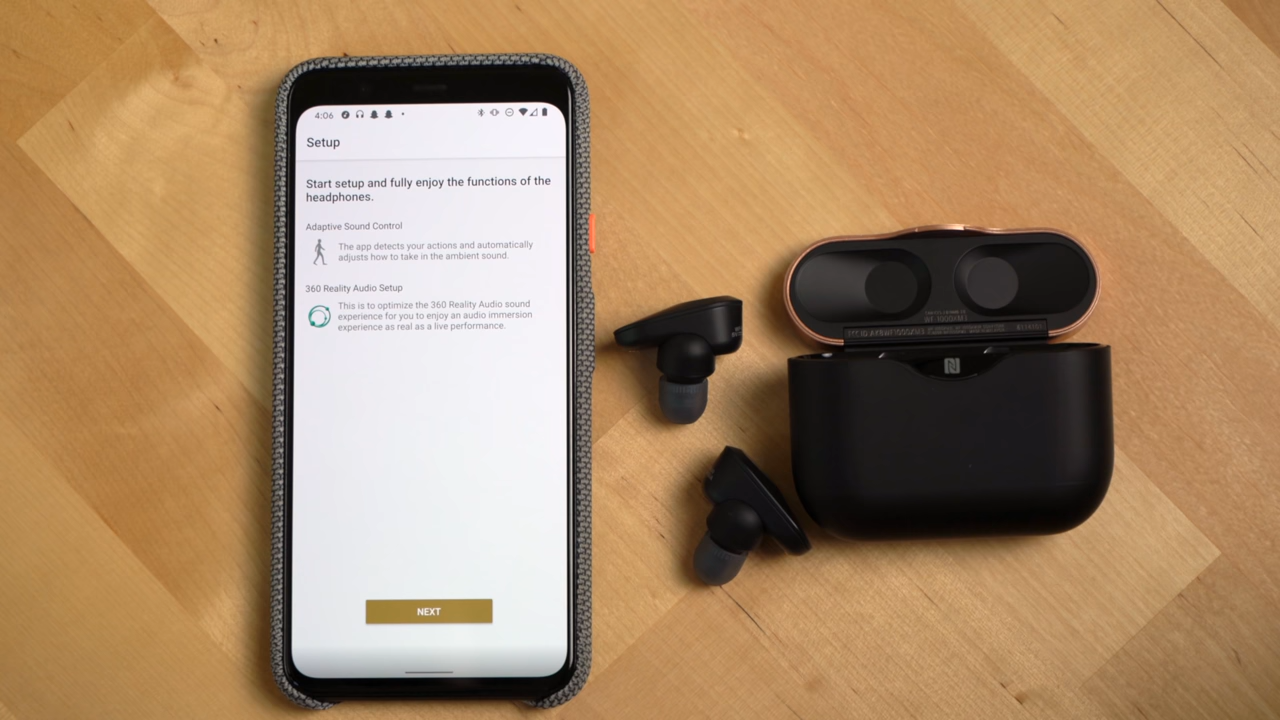 4:06
Setup
Start setup and fully enjoy the functions of the
headphones.
Adaptive Sound Control
The app detects your actions and automatically
adjusts how to take in the ambient sound.
360 Reality Audio Setup
This is to optimize the 360 Reality Audio sound
experience for you to enjoy an audio immersion
experience as real as a live performance.
NEXT